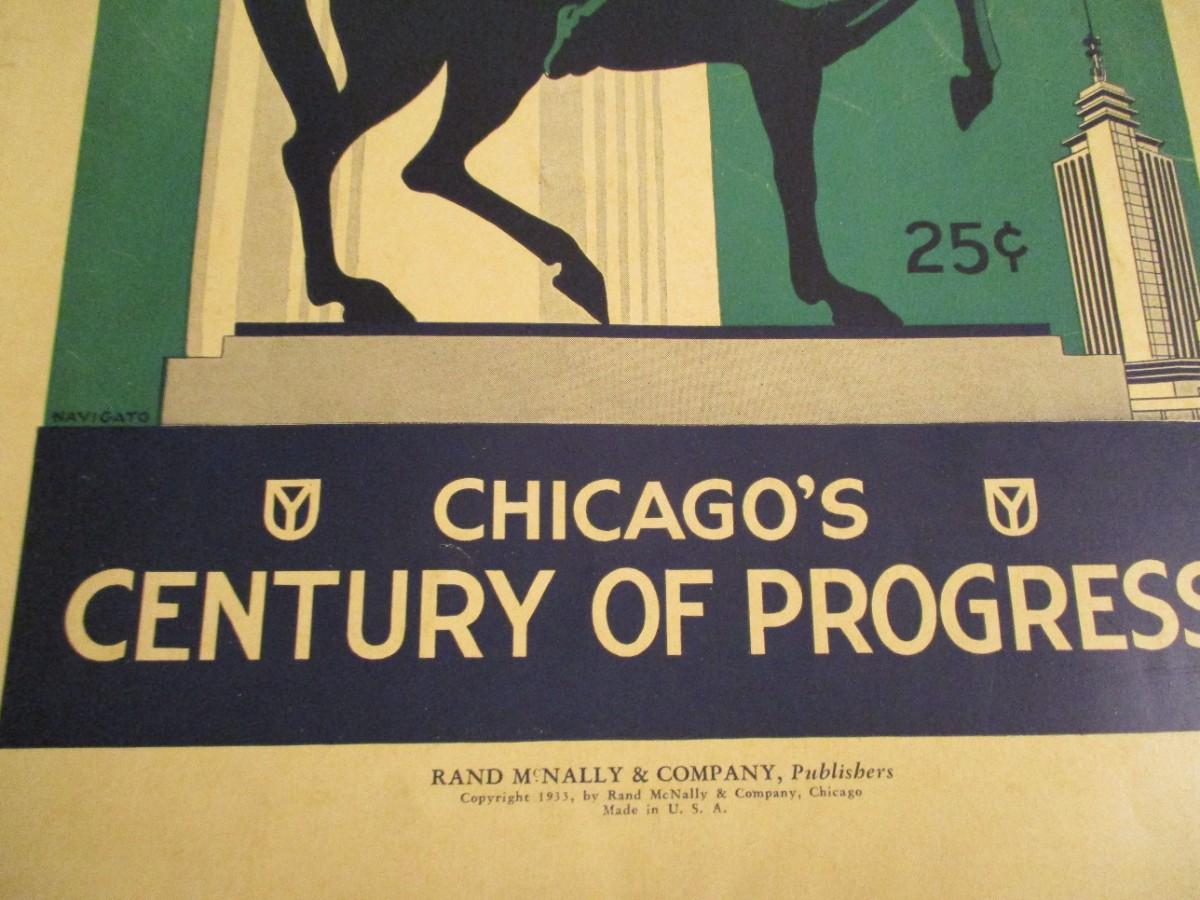 25¢
NAVIGATO
CHICAGO'S
CENTURY OF PROGRESS
RAND MCNALLY & COMPANY, Publishers
Copyright 1933, by Rand McNally & Company, Chicago
Made in U. S. A.